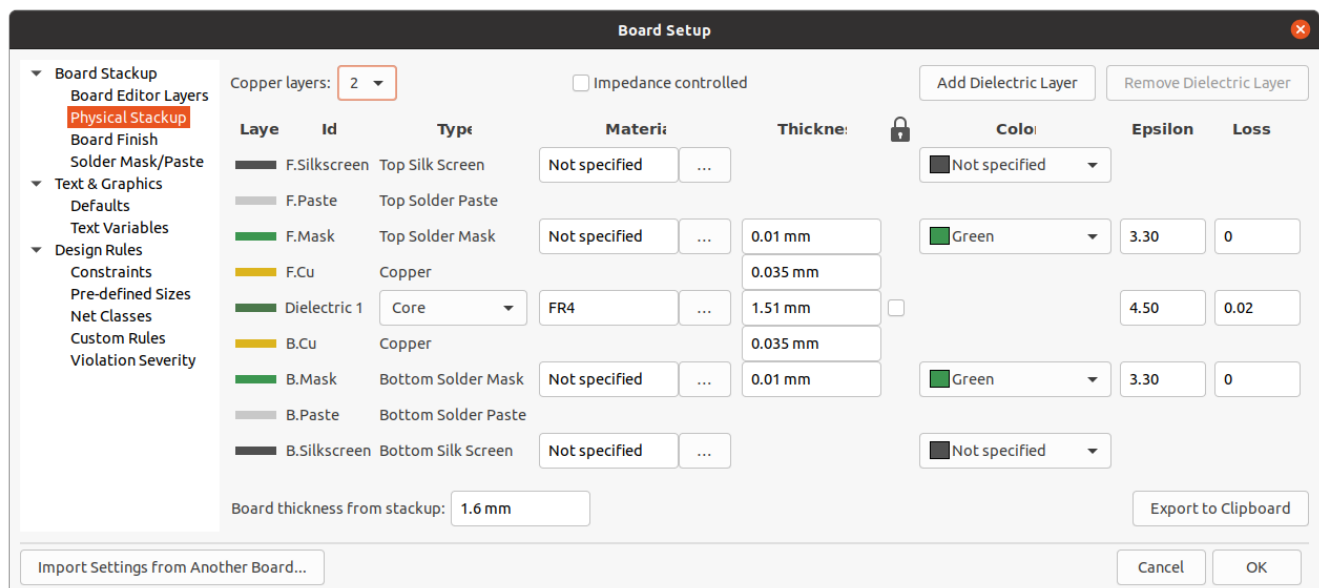 Board Setup
Board Stackup
Board Editor Layers
Physical Stackup
Board Finish
Solder Mask/Paste
Text & Graphics
Defaults
Text Variables
Design Rules
Constraints
Pre-defined Sizes
Net Classes
Custom Rules
Violation Severity
Copper layers: 2 Impedance controlled Add Dielectric Layer Remove Dielectric Layer
Laye Id Type Materia Thickne Color Epsilon Loss
F.Silkscreen Top Silk Screen Not specified ... Not specified
F.Paste Top Solder Paste
F.Mask Top Solder Mask Not specified ... 0.01 mm Green 3.30 0
F.Cu Copper 0.035 mm
Dielectric 1 Core FR4 ... 1.51 mm 4.50 0.02
B.Cu Copper 0.035 mm
B.Mask Bottom Solder Mask Not specified ... 0.01 mm Green 3.30 0
B.Paste Bottom Solder Paste
B.Silkscreen Bottom Silk Screen Not specified ... Not specified
Board thickness from stackup: 1.6 mm Export to Clipboard
Import Settings from Another Board... Cancel OK